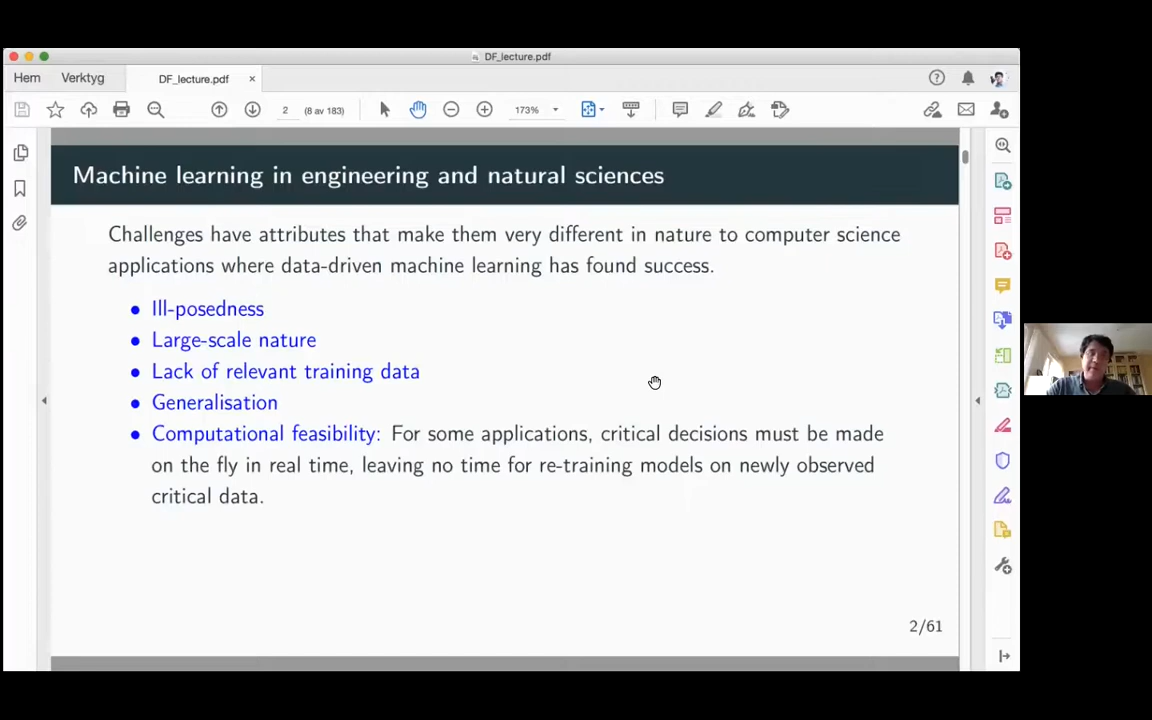 DF_lecture.pdf
Hem Verktyg DF_lecture.pdf ×
2 (8 av 183) 173%
Machine learning in engineering and natural sciences
Challenges have attributes that make them very different in nature to computer science
applications where data-driven machine learning has found success.
• Ill-posedness
• Large-scale nature
• Lack of relevant training data
• Generalisation
• Computational feasibility: For some applications, critical decisions must be made
on the fly in real time, leaving no time for re-training models on newly observed
critical data.
2/61